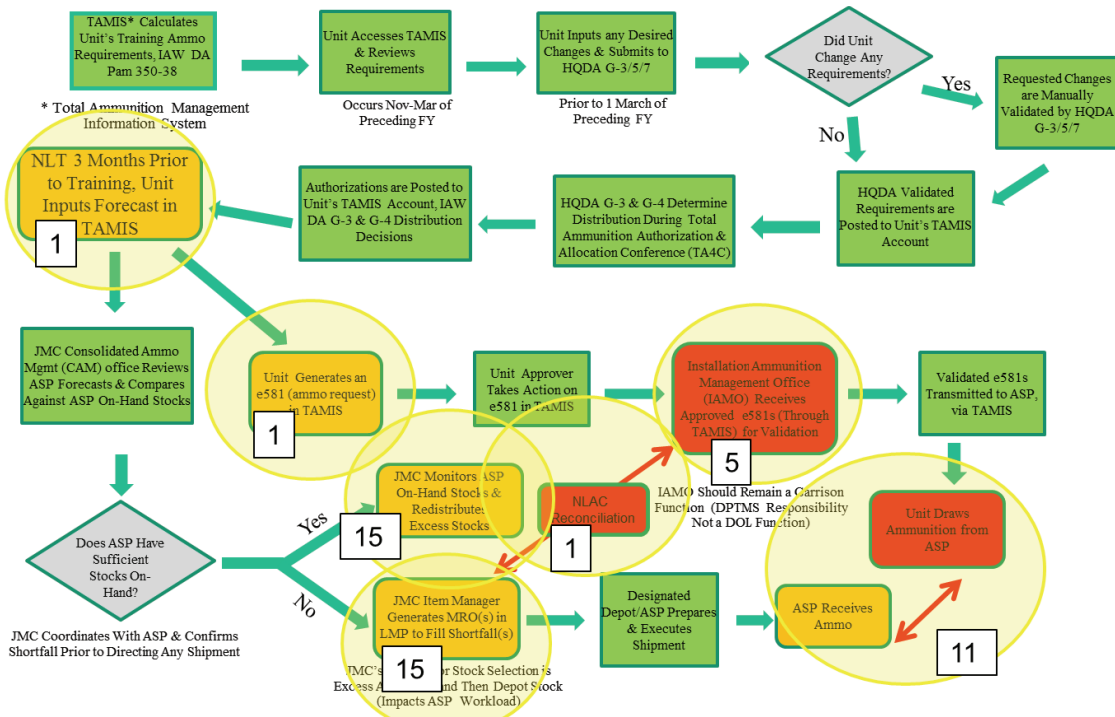 TAMIS* Calculates
Unit's Training Ammo
Requirements, IAW DA
Pam 350-38
* Total Ammunition Management
Information System
Unit Accesses TAMIS
& Reviews
Requirements
Occurs Nov-Mar of
Preceding FY
Unit Inputs any Desired
Changes & Submits to
HQDA G-3/5/7
Prior to 1 March of
Preceding FY
Did Unit
Change Any
Requirements?
Yes
No
Requested Changes
are Manually
Validated by HQDA
G-3/5/7
HQDA Validated
Requirements are
Posted to Unit's TAMIS
Account
HQDA G-3 & G-4 Determine
Distribution During Total
Ammunition Authorization &
Allocation Conference (TA4C)
Authorizations are Posted to
Unit's TAMIS Account, IAW
DA G-3 & G-4 Distribution
Decisions
NLT 3 Months Prior
to Training, Unit
Inputs Forecast in
TAMIS
1
JMC Consolidated Ammo
Mgmt (CAM) office Reviews
ASP Forecasts & Compares
Against ASP On-Hand Stocks
Unit Generates an
e581 (ammo request)
in TAMIS
1
Unit Approver
Takes Action on
e581 in TAMIS
Installation Ammunition
Management Office
(IAMO) Receives
Approved e581s (Through
TAMIS) for Validation
5
IAMO Should Remain a Garrison
Function (DPTMS Responsibility
Not a DOL Function)
Validated e581s
Transmitted to ASP,
via TAMIS
Does ASP Have
Sufficient
Stocks On-
Hand?
JMC Coordinates With ASP & Confirms
Shortfall Prior to Directing Any Shipment
Yes
No
JMC Monitors ASP
On-Hand Stocks &
Redistributes
Excess Stocks
15
NLAC
Reconciliation
1
JMC Item Manager
Generates MRO(s) in
LMP to Fill Shortfall(s)
15
JMC's or Stock Selection is
Excess A and Then Depot Stock
(Impacts ASP Workload)
Designated
Depot/ASP Prepares
& Executes
Shipment
ASP Receives
Ammo
Unit Draws
Ammunition from
ASP
11